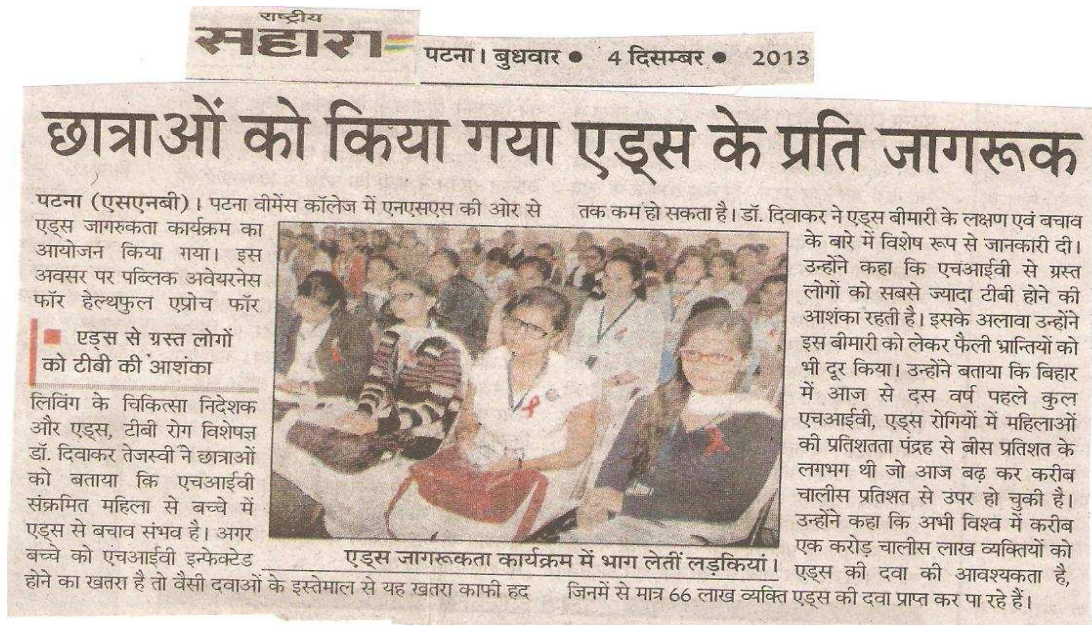 राष्ट्रीय
सहारा
पटना। बुधवार ● 4 दिसम्बर ● 2013
छात्राओं को किया गया एड्स के प्रति जागरूक
पटना (एसएनबी)। पटना वीमेंस कॉलेज में एनएसएस की ओर से
एड्स जागरुकता कार्यक्रम का
आयोजन किया गया। इस
अवसर पर पब्लिक अवेयरनेस
फॉर हेल्थफुल एप्रोच फॉर
■ एड्स से ग्रस्त लोगों
को टीबी की आशंका
लिविंग के चिकित्सा निदेशक
और एड्स, टीबी रोग विशेषज्ञ
डॉ. दिवाकर तेजस्वी ने छात्राओं
को बताया कि एचआईवी
संक्रमित महिला से बच्चे में
एड्स से बचाव संभव है। अगर
बच्चे को एचआईवी इन्फेक्टेड
होने का खतरा है तो वैसी दवाओं के इस्तेमाल से यह खतरा काफी हद
एड्स जागरूकता कार्यक्रम में भाग लेतीं लड़कियां।
तक कम हो सकता है। डॉ. दिवाकर ने एड्स बीमारी के लक्षण एवं बचाव
के बारे में विशेष रूप से जानकारी दी।
उन्होंने कहा कि एचआईवी से ग्रस्त
लोगों को सबसे ज्यादा टीबी होने की
आशंका रहती है। इसके अलावा उन्होंने
इस बीमारी को लेकर फैली भ्रान्तियों को
भी दूर किया। उन्होंने बताया कि बिहार
में आज से दस वर्ष पहले कुल
एचआईवी, एड्स रोगियों में महिलाओं
की प्रतिशतता पंद्रह से बीस प्रतिशत के
लगभग थी जो आज बढ़ कर करीब
चालीस प्रतिशत से उपर हो चुकी है।
उन्होंने कहा कि अभी विश्व में करीब
एक करोड़ चालीस लाख व्यक्तियों को
एड्स की दवा की आवश्यकता है,
जिनमें से मात्र 66 लाख व्यक्ति एड्स की दवा प्राप्त कर पा रहे हैं।